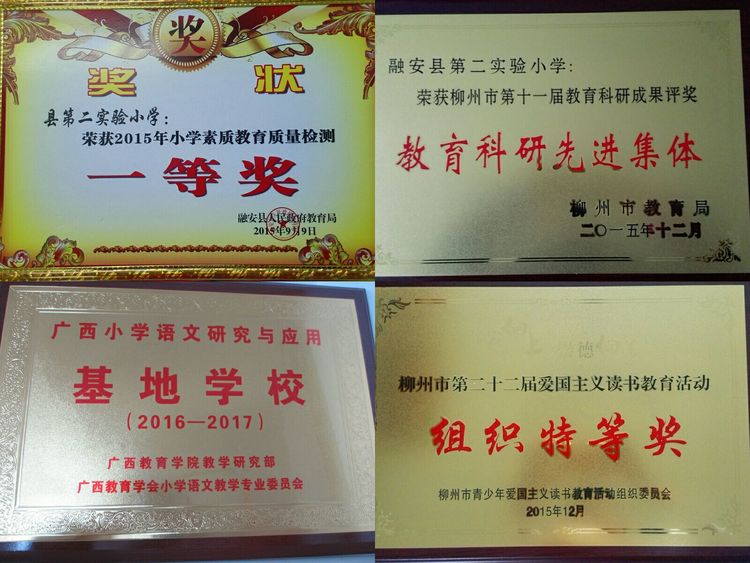 奖
奖 状
县第二实验小学:
荣获2015年小学素质教育质量检测
一等奖
融安县人民政府教育局
2015年9月9日
融安县第二实验小学:
荣获柳州市第十一届教育科研成果评奖
教育科研先进集体
柳州市教育局
二〇一五年十二月
广西小学语文研究与应用
基地学校
(2016—2017)
广西教育学院教学研究部
广西教育学会小学语文教学专业委员会
德
柳州市第二十二届爱国主义读书教育活动
组织特等奖
柳州市青少年爱国主义读书教育活动组织委员会
2015年12月